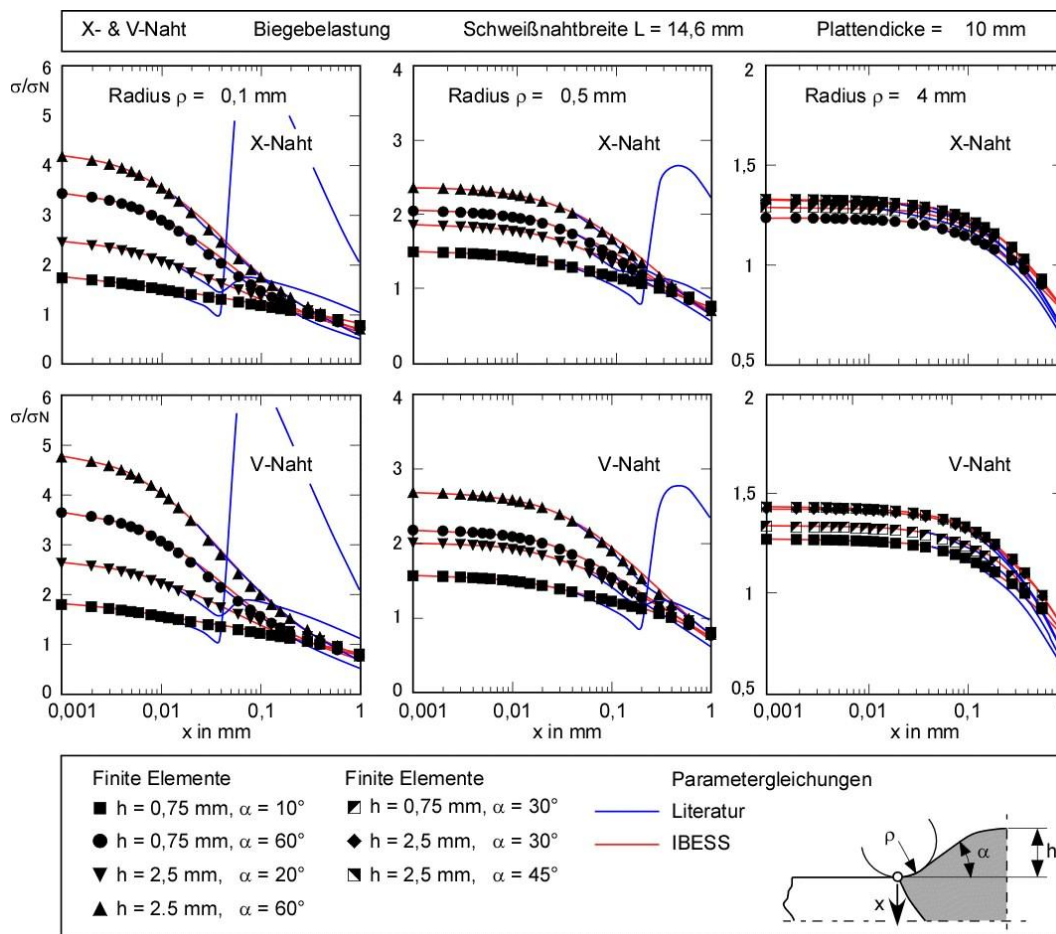 X- & V-Naht Biegebelastung Schweißnahtbreite L = 14,6 mm Plattendicke = 10 mm
σ/σN
6
5
4
3
2
1
0
Radius ρ = 0,1 mm
X-Naht
4
3
2
1
0
Radius ρ = 0,5 mm
X-Naht
2
1,5
1
0,5
Radius ρ = 4 mm
X-Naht
σ/σN
6
5
4
3
2
1
0
V-Naht
0,001 0,01 0,1 1
x in mm
4
3
2
1
0
V-Naht
0,001 0,01 0,1 1
x in mm
2
1,5
1
0,5
V-Naht
0,001 0,1
x in mm
Finite Elemente
■ h = 0,75 mm, α = 10°
● h = 0,75 mm, α = 60°
▼ h = 2,5 mm, α = 20°
▲ h = 2.5 mm, α = 60°
Finite Elemente
h = 0,75 mm, α = 30°
◆ h = 2,5 mm, α = 30°
h = 2,5 mm, α = 45°
Parametergleichungen
Literatur
IBESS
ρ
α
h
x